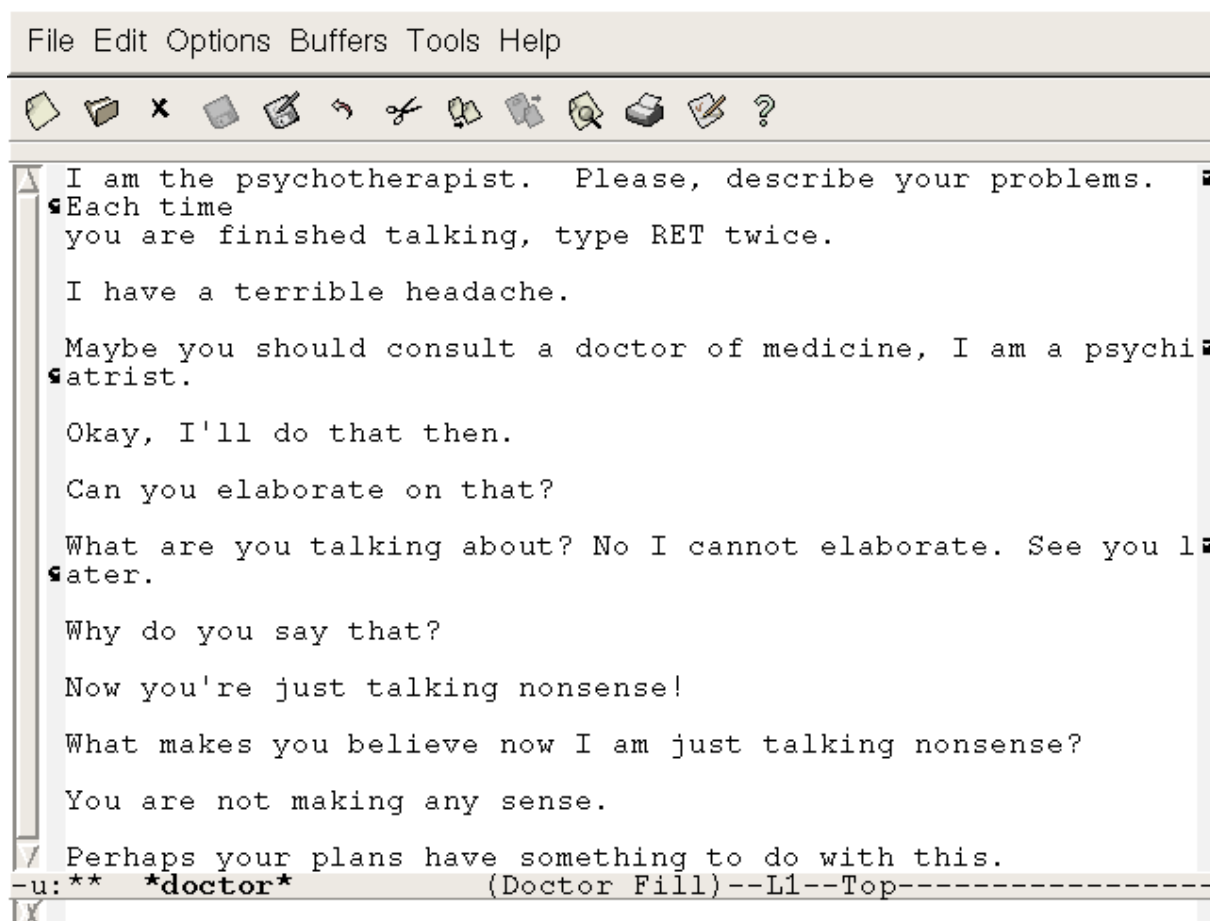 File Edit Options Buffers Tools Help
I am the psychotherapist.  Please, describe your problems.
Each time
you are finished talking, type RET twice.
I have a terrible headache.
Maybe you should consult a doctor of medicine, I am a psychi
atrist.
Okay, I'll do that then.
Can you elaborate on that?
What are you talking about? No I cannot elaborate. See you l
ater.
Why do you say that?
Now you're just talking nonsense!
What makes you believe now I am just talking nonsense?
You are not making any sense.
Perhaps your plans have something to do with this.
-u:**  *doctor*          (Doctor Fill)--L1--Top-----------------